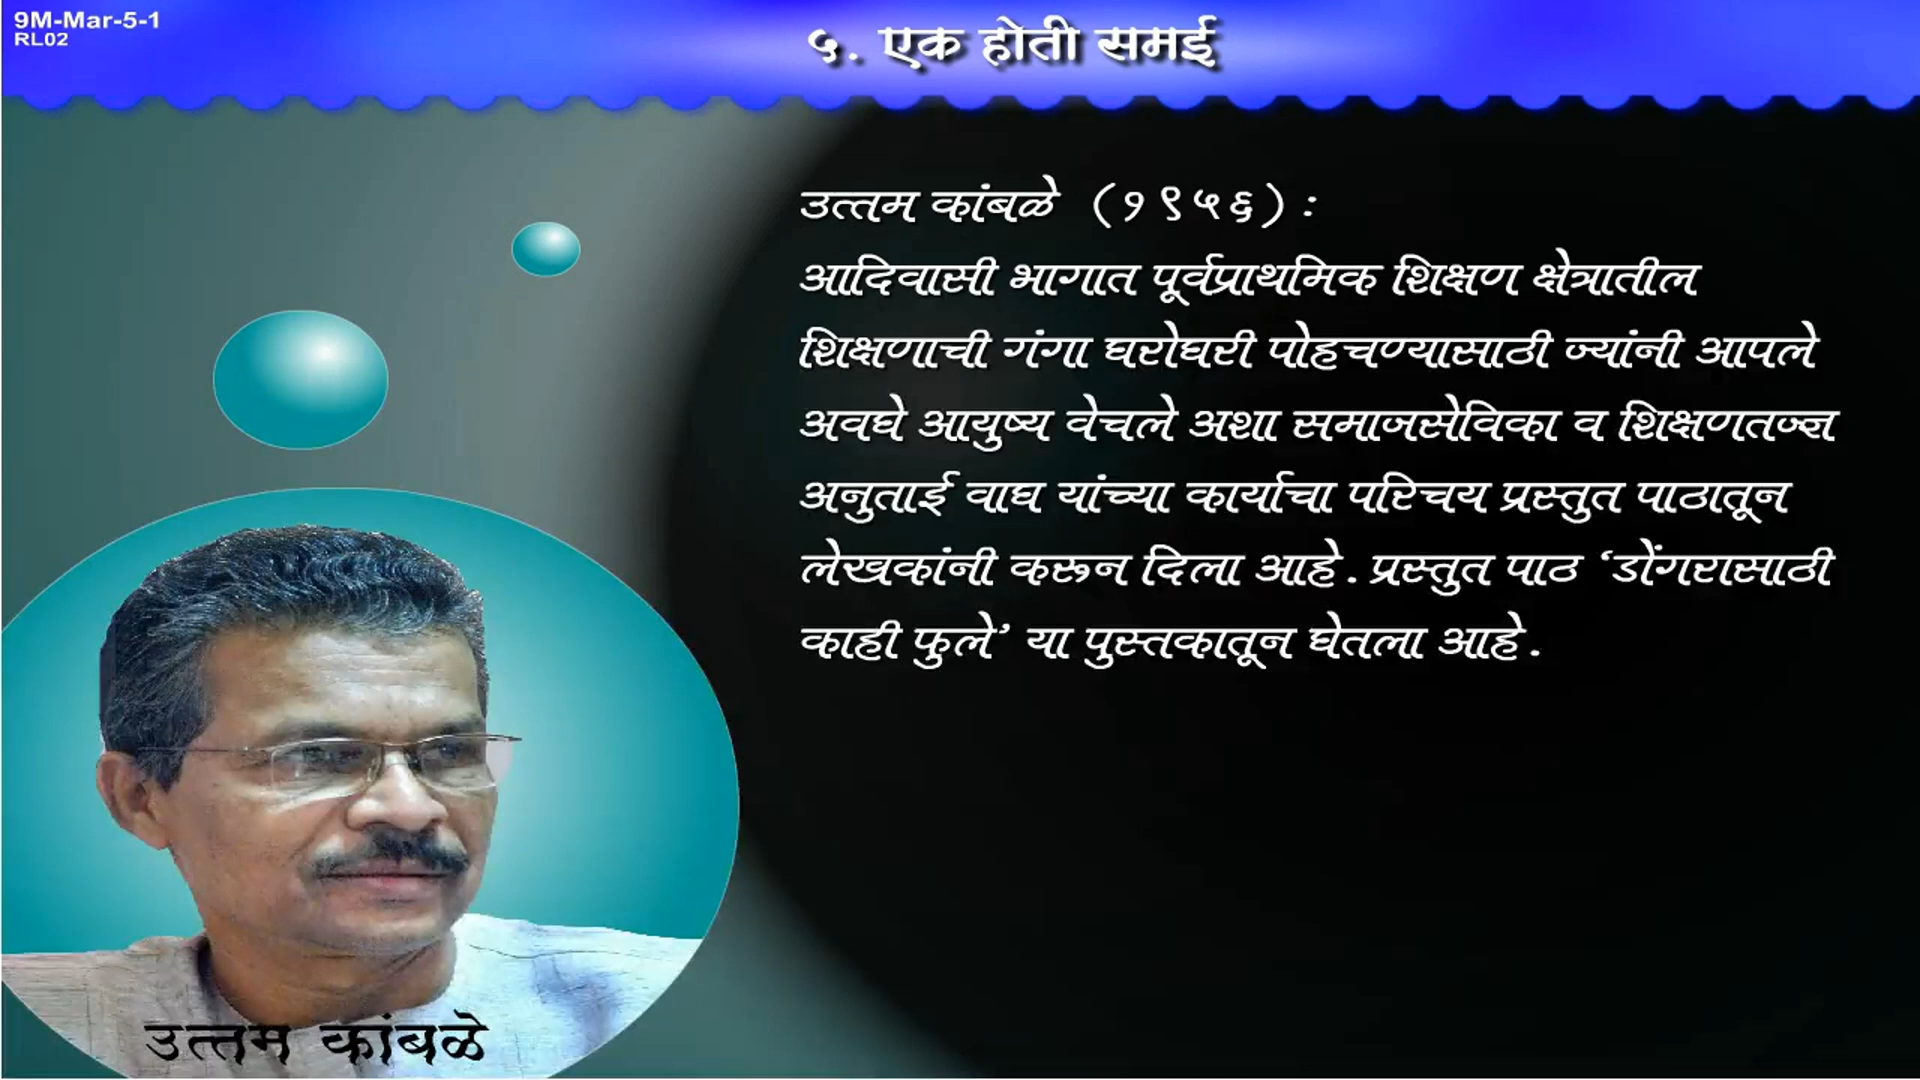 9M-Mar-5-1
RL02
५. एक होती समई
उत्तम कांबळे (१९५६) :
आदिवासी भागात पूर्वप्राथमिक शिक्षण क्षेत्रातील
शिक्षणाची गंगा घरोघरी पोहचण्यासाठी ज्यांनी आपले
अवघे आयुष्य वेचले अशा समाजसेविका व शिक्षणतज्ज्ञ
अनुताई वाघ यांच्या कार्याचा परिचय प्रस्तुत पाठातून
लेखकांनी करून दिला आहे. प्रस्तुत पाठ ‘डोंगरासाठी
काही फुले’ या पुस्तकातून घेतला आहे.
उत्तम कांबळे